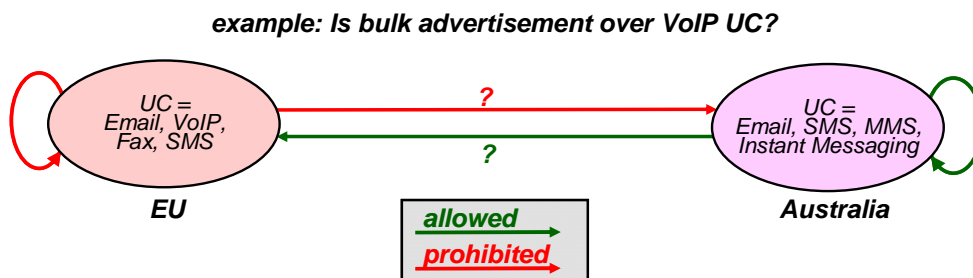 example: Is bulk advertisement over VoIP UC?
?
UC =
Email, VoIP,
Fax, SMS
UC =
Email, SMS, MMS,
Instant Messaging
?
EU
Australia
allowed
prohibited